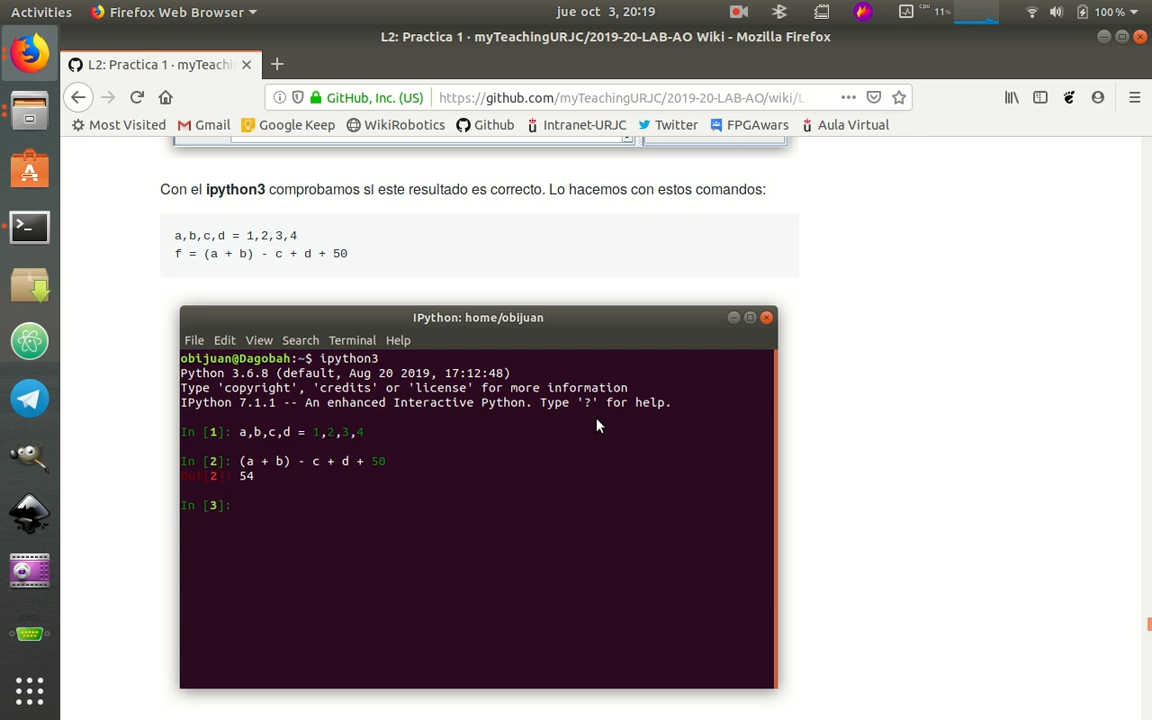 Activities
Firefox Web Browser
jue oct 3, 20:19
cpu 11%
100%
L2: Practica 1 · myTeachingURJC/2019-20-LAB-AO Wiki - Mozilla Firefox
L2: Practica 1 · myTeachi
GitHub, Inc. (US)
https://github.com/myTeachingURJC/2019-20-LAB-AO/wiki/L
Most Visited
Gmail
Google Keep
WikiRobotics
Github
Intranet-URJC
Twitter
FPGAwars
Aula Virtual
Con el ipython3 comprobamos si este resultado es correcto. Lo hacemos con estos comandos:
a,b,c,d = 1,2,3,4
f = (a + b) - c + d + 50
IPython: home/obijuan
File Edit View Search Terminal Help
obijuan@Dagobah:~$ ipython3
Python 3.6.8 (default, Aug 20 2019, 17:12:48)
Type 'copyright', 'credits' or 'license' for more information
IPython 7.1.1 -- An enhanced Interactive Python. Type '?' for help.
In [1]: a,b,c,d = 1,2,3,4
In [2]: (a + b) - c + d + 50
Out[2]: 54
In [3]: